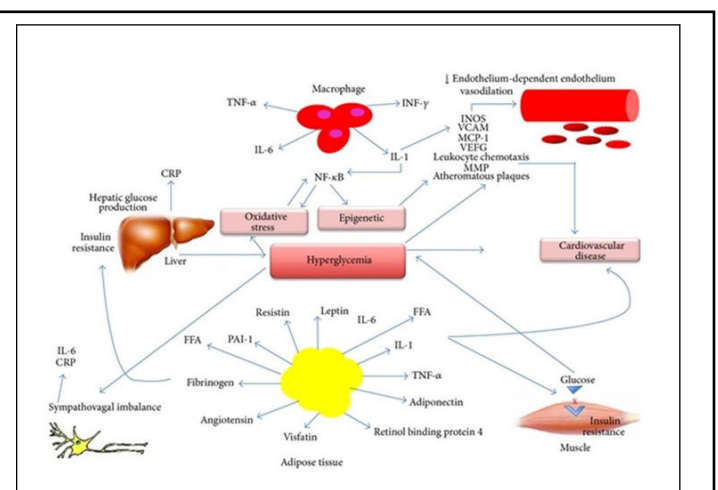 ↓ Endothelium-dependent endothelium
vasodilation
Macrophage
TNF-α
INF-γ
INOS
VCAM
MCP-1
VEFG
Leukocyte chemotaxis
MMP
Atheromatous plaques
IL-6
IL-1
NF-κB
CRP
Hepatic glucose
production
Oxidative
stress
Epigenetic
Insulin
resistance
Liver
Hyperglycemia
Cardiovascular
disease
Resistin
Leptin
IL-6
FFA
FFA
PAI-1
IL-1
IL-6
CRP
TNF-α
Fibrinogen
Glucose
x
Adiponectin
Sympathovagal imbalance
Angiotensin
Insulin
resistance
Visfatin
Retinol binding protein 4
Muscle
Adipose tissue